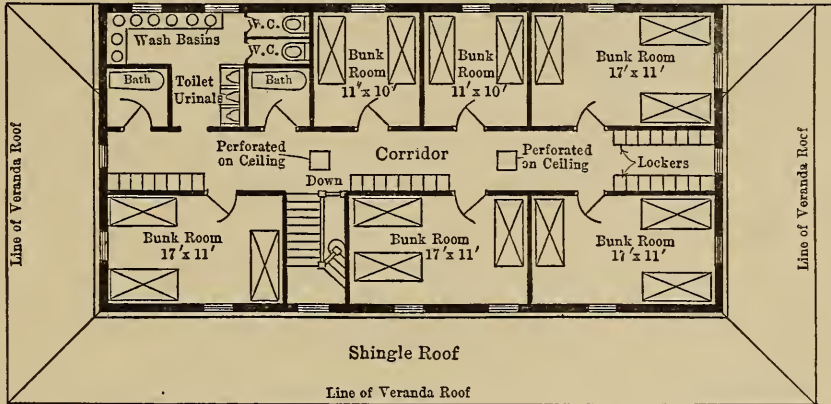 Wash Basins
W.C.
W.C.
Bath
Toilet
Urinals
Bath
Bunk
Room
11"x 10'
Bunk
Room
11'x 10'
Bunk Room
17'x 11'
Perforated
on Ceiling
Corridor
Perforated
on Ceiling
Lockers
Down
Bunk Room
17'x 11'
Bunk Room
17'x 11'
Bunk Room
17'x 11'
Line of Veranda Roof
Line of Veranda Roof
Shingle Roof
Line of Veranda Roof